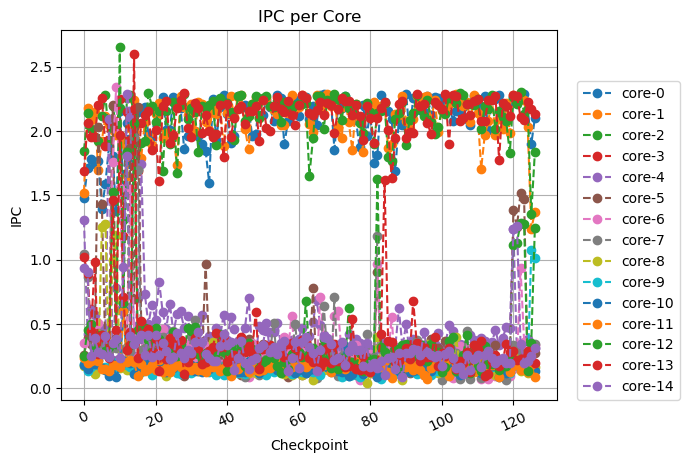 IPC per Core
IPC
2.5
2.0
1.5
1.0
0.5
0.0
0
20
40
60
80
100
120
Checkpoint
core-0
core-1
core-2
core-3
core-4
core-5
core-6
core-7
core-8
core-9
core-10
core-11
core-12
core-13
core-14